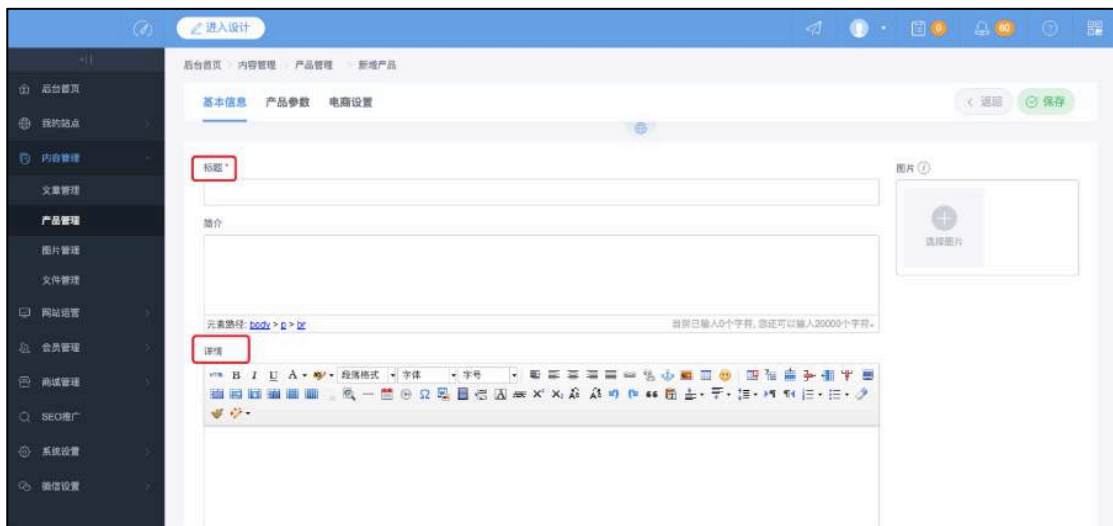 进入设计
0
60
后台首页 内容管理 产品管理 新增产品
后台首页
我的站点
内容管理
文章管理
产品管理
图片管理
文件管理
网站运营
会员管理
商城管理
SEO推广
系统设置
微信设置
基本信息 产品参数 电商设置
< 返回
保存
标题 *
图片
选择图片
简介
元素路径: body > p > br
当前已输入0个字符, 您还可以输入20000个字符。
详情
HTML B I U A 段落格式 字体 字号